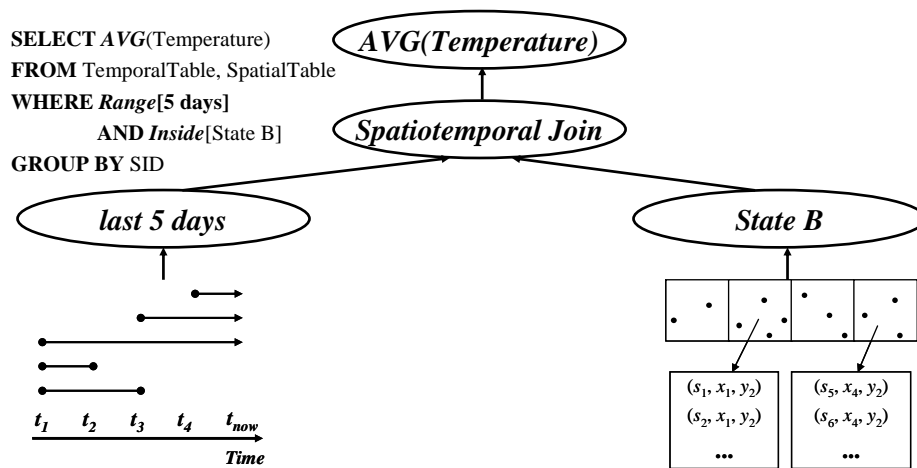 SELECT AVG(Temperature)
FROM TemporalTable, SpatialTable
WHERE Range[5 days]
AND Inside[State B]
GROUP BY SID
AVG(Temperature)
Spatiotemporal Join
last 5 days
State B
t1 t2 t3 t4 tnow
Time
(s1, x1, y2)
(s2, x1, y2)
•••
(s5, x4, y2)
(s6, x4, y2)
•••